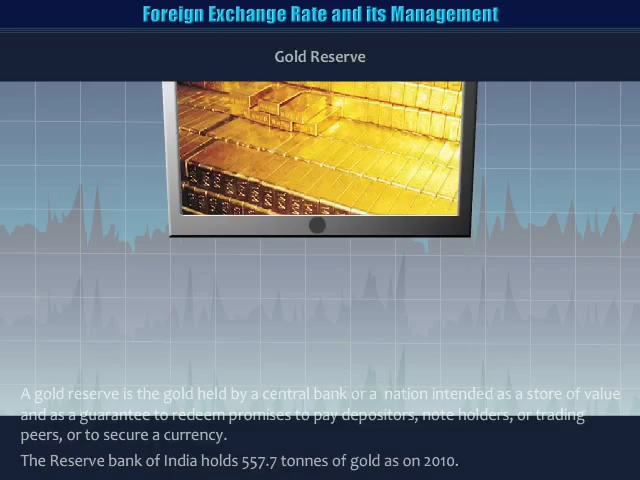 Foreign Exchange Rate and its Management
Gold Reserve
A gold reserve is the gold held by a central bank or a nation intended as a store of value
and as a guarantee to redeem promises to pay depositors, note holders, or trading
peers, or to secure a currency.
The Reserve bank of India holds 557.7 tonnes of gold as on 2010.